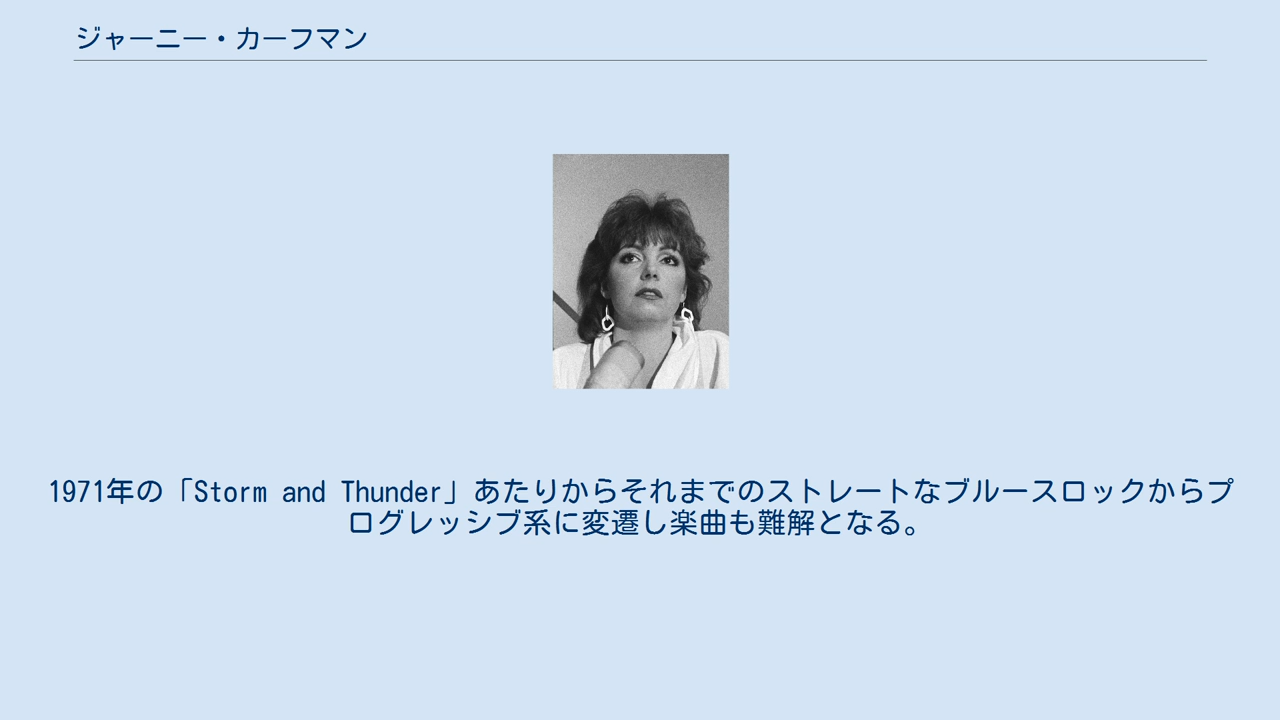 ジャーニー・カーフマン
1971年の「Storm and Thunder」あたりからそれまでのストレートなブルースロックからプ
ログレッシブ系に変遷し楽曲も難解となる。